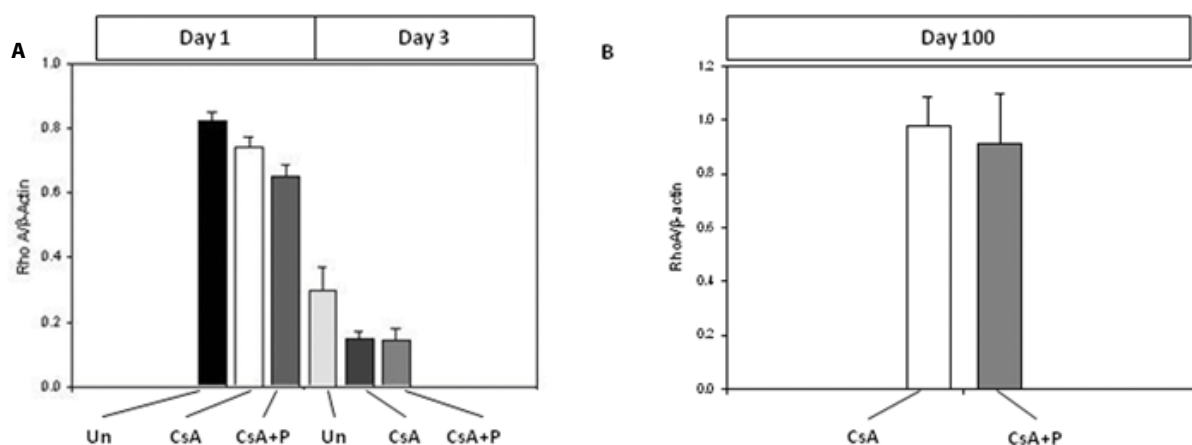 A
Day 1 Day 3
1.0
0.8
0.6
0.4
0.2
0.0
Rho A/β-Actin
Un CsA CsA+P Un CsA CsA+P
B
Day 100
1.2
1.0
0.8
0.6
0.4
0.2
0.0
RhoA/β-actin
CsA CsA+P